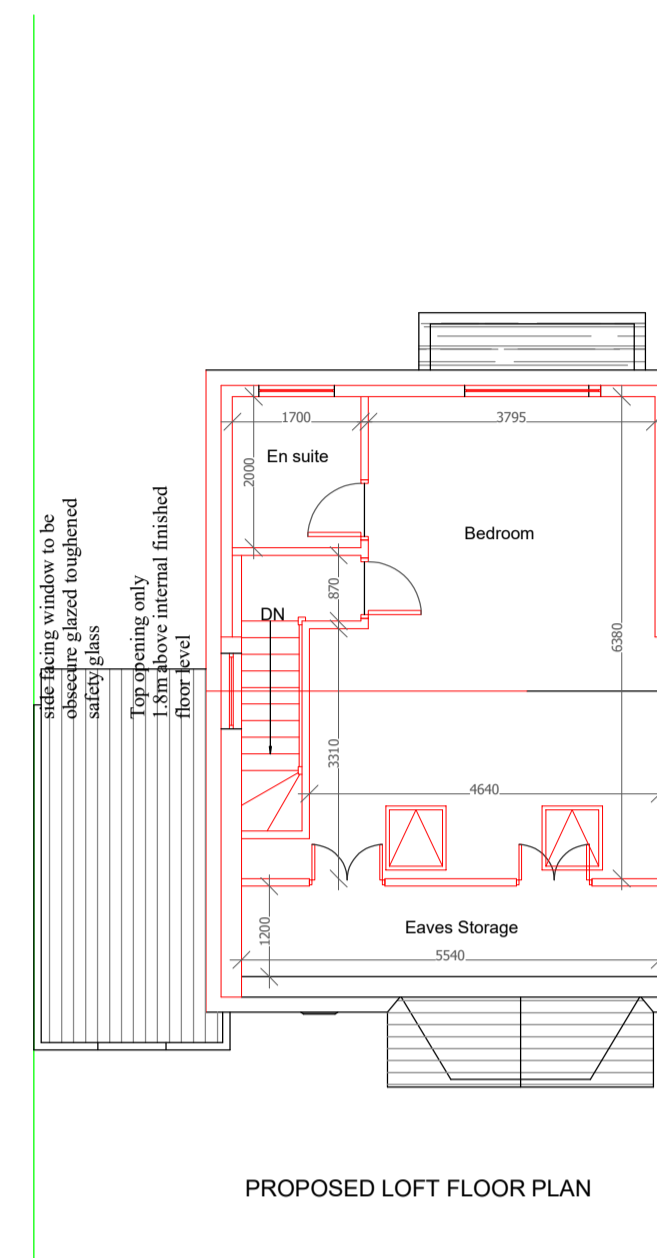 1700
3795
En suite
2000
Bedroom
side facing window to be
obsecure glazed toughened
safety glass
Top opening only
1.8m above internal finished
floor level
870
DN
6380
3310
4640
Eaves Storage
1200
5540
PROPOSED LOFT FLOOR PLAN